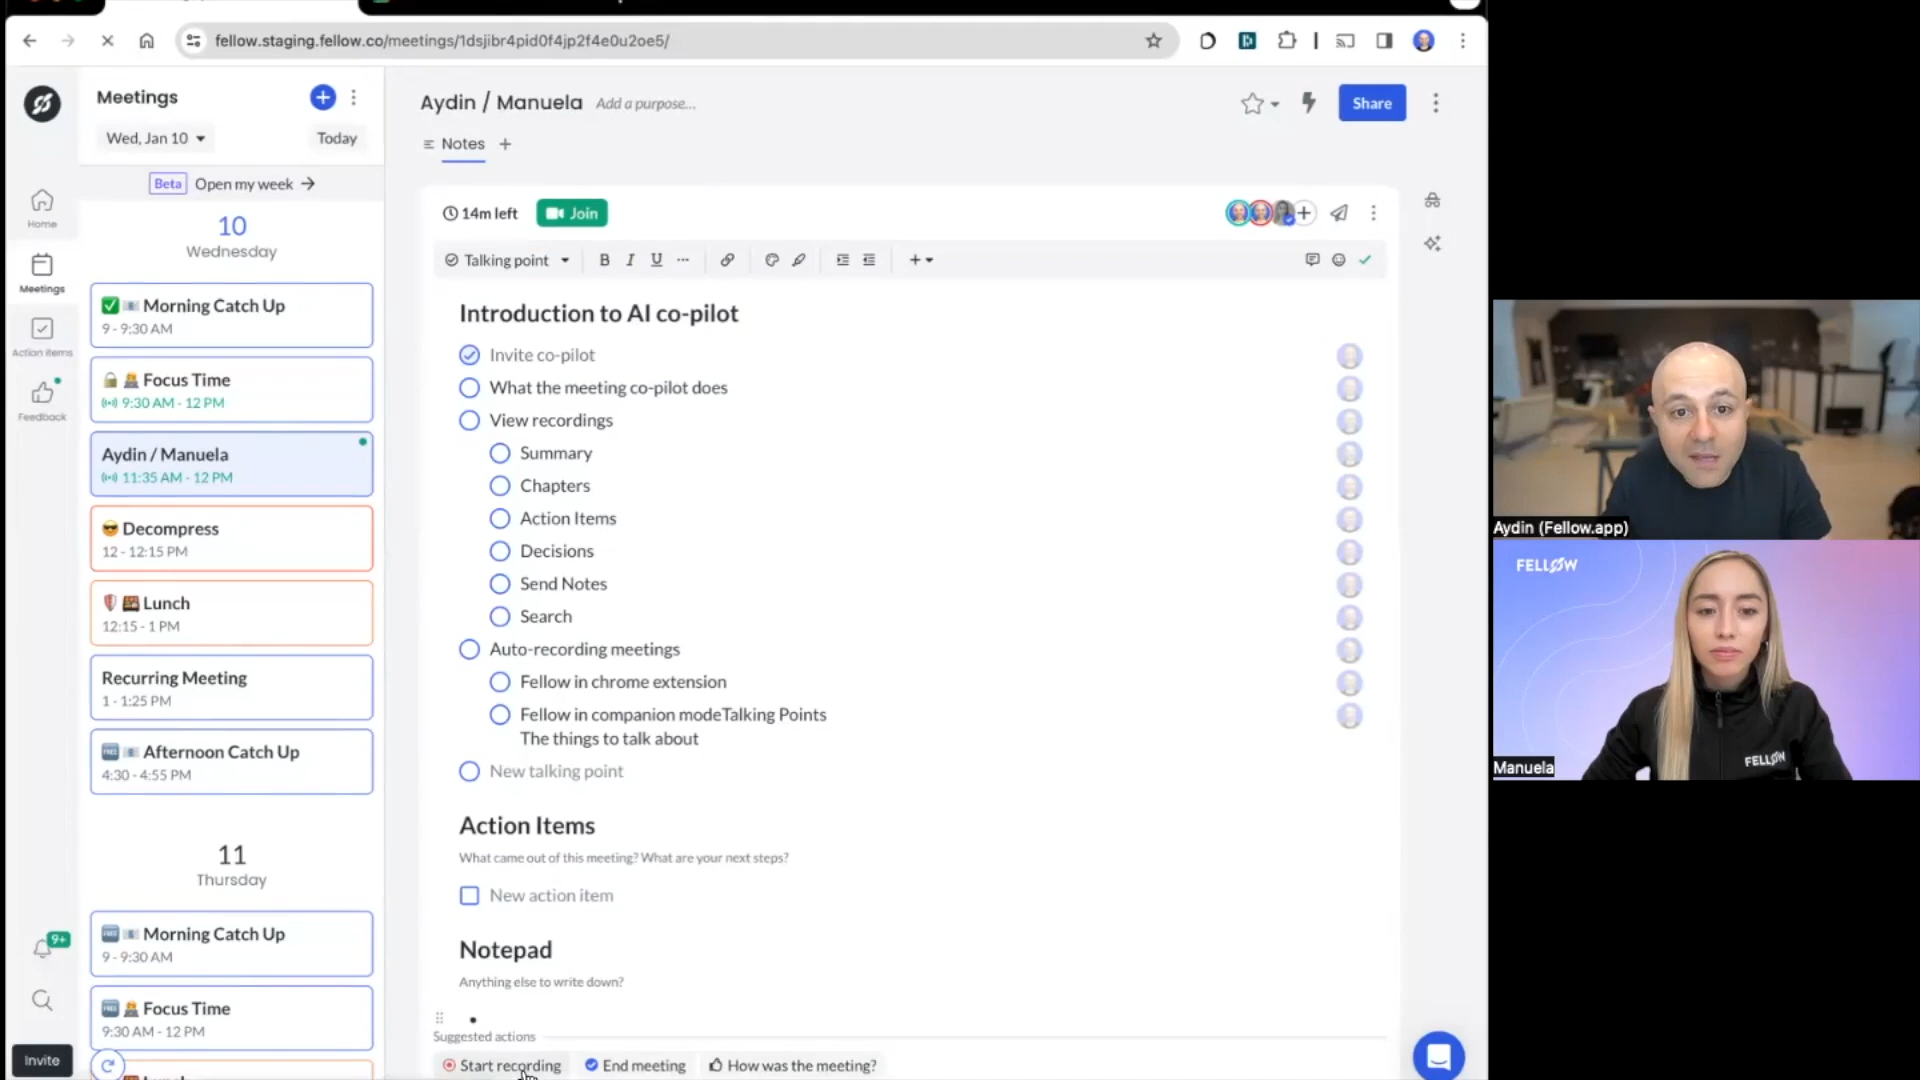 fellow.staging.fellow.co/meetings/1dsjibr4pid0f4jp2f4e0u2oe5/
Meetings
Wed, Jan 10
Today
Beta Open my week →
10
Wednesday
Morning Catch Up
9 - 9:30 AM
Focus Time
9:30 AM - 12 PM
Aydin / Manuela
11:35 AM - 12 PM
Decompress
12 - 12:15 PM
Lunch
12:15 - 1 PM
Recurring Meeting
1 - 1:25 PM
FREE Afternoon Catch Up
4:30 - 4:55 PM
11
Thursday
FREE Morning Catch Up
9 - 9:30 AM
FREE Focus Time
9:30 AM - 12 PM
Home
Meetings
Action items
Feedback
9+
Invite
Aydin / Manuela Add a purpose...
Share
Notes +
14m left Join
Talking point B I U ...
Introduction to AI co-pilot
Invite co-pilot
What the meeting co-pilot does
View recordings
Summary
Chapters
Action Items
Decisions
Send Notes
Search
Auto-recording meetings
Fellow in chrome extension
Fellow in companion modeTalking Points
The things to talk about
New talking point
Action Items
What came out of this meeting? What are your next steps?
New action item
Notepad
Anything else to write down?
Suggested actions
Start recording End meeting How was the meeting?
Aydin (Fellow.app)
FELLOW
FELLOW
Manuela